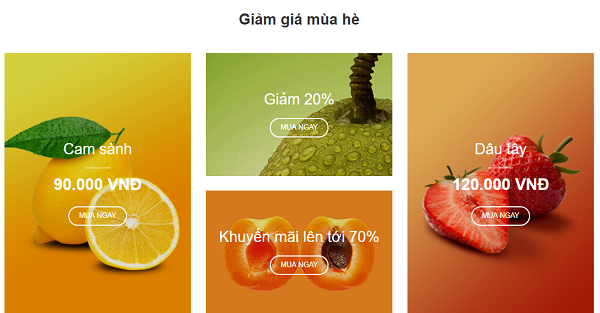 Giảm giá mùa hè
Cam sành
90.000 VNĐ
MUA NGAY
Giảm 20%
MUA NGAY
Khuyến mãi lên tới 70%
MUA NGAY
Dâu tây
120.000 VNĐ
MUA NGAY